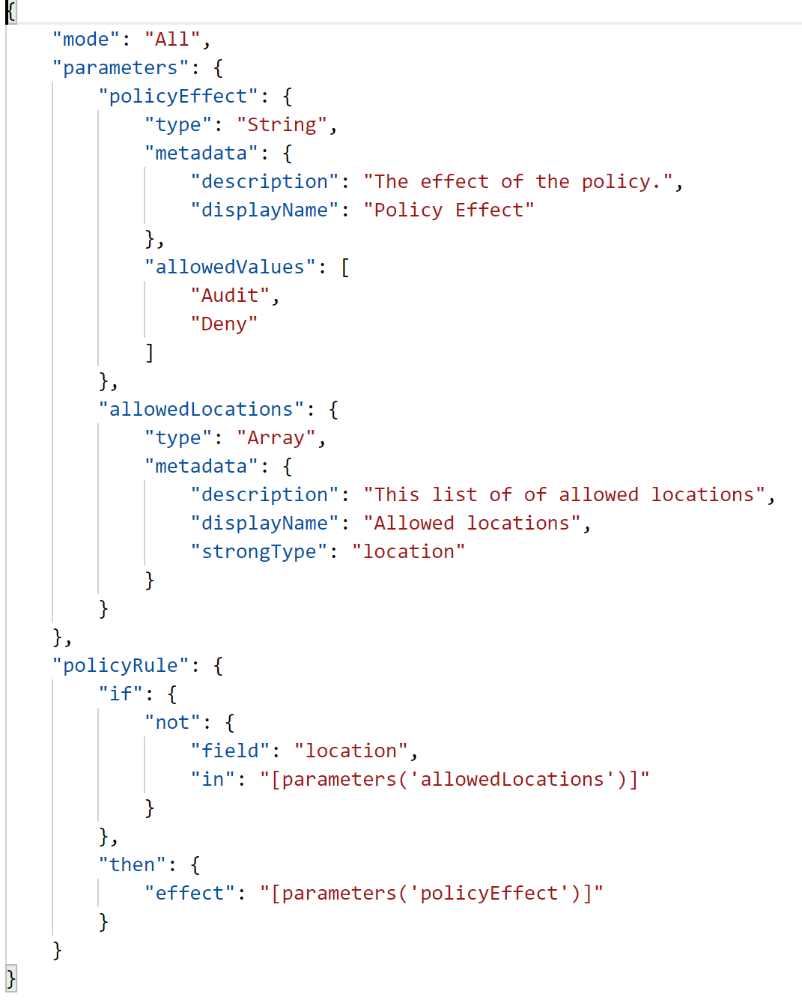 {
    "mode": "All",
    "parameters": {
        "policyEffect": {
            "type": "String",
            "metadata": {
                "description": "The effect of the policy.",
                "displayName": "Policy Effect"
            },
            "allowedValues": [
                "Audit",
                "Deny"
            ]
        },
        "allowedLocations": {
            "type": "Array",
            "metadata": {
                "description": "This list of of allowed locations",
                "displayName": "Allowed locations",
                "strongType": "location"
            }
        }
    },
    "policyRule": {
        "if": {
            "not": {
                "field": "location",
                "in": "[parameters('allowedLocations')]"
            }
        },
        "then": {
            "effect": "[parameters('policyEffect')]"
        }
    }
}